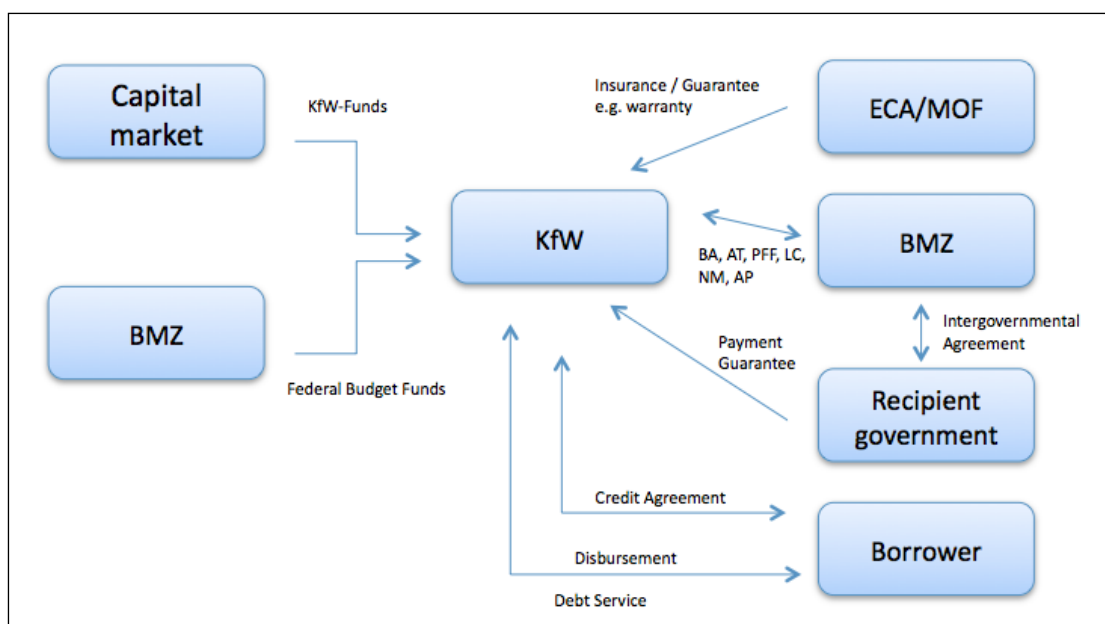 Capital
market
KfW-Funds
Insurance / Guarantee
e.g. warranty
ECA/MOF
KfW
BMZ
BA, AT, PFF, LC,
NM, AP
BMZ
Federal Budget Funds
Intergovernmental
Agreement
Payment
Guarantee
Recipient
government
Credit Agreement
Borrower
Disbursement
Debt Service